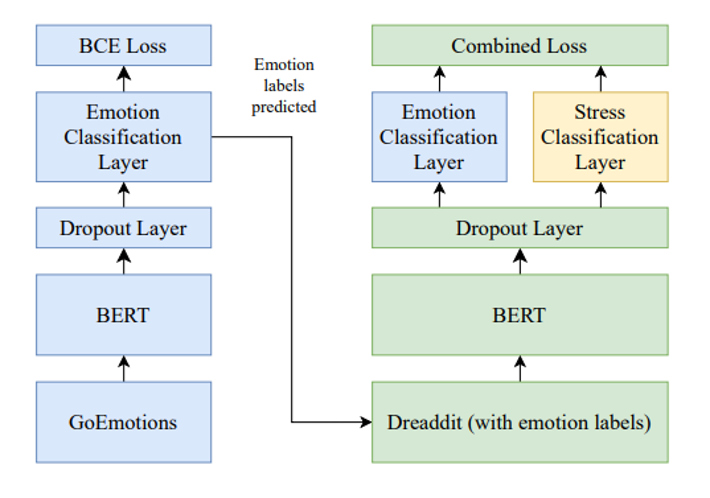 BCE Loss
Emotion
Classification
Layer
Dropout Layer
BERT
GoEmotions
Emotion
labels
predicted
Combined Loss
Emotion
Classification
Layer
Stress
Classification
Layer
Dropout Layer
BERT
Dreaddit (with emotion labels)